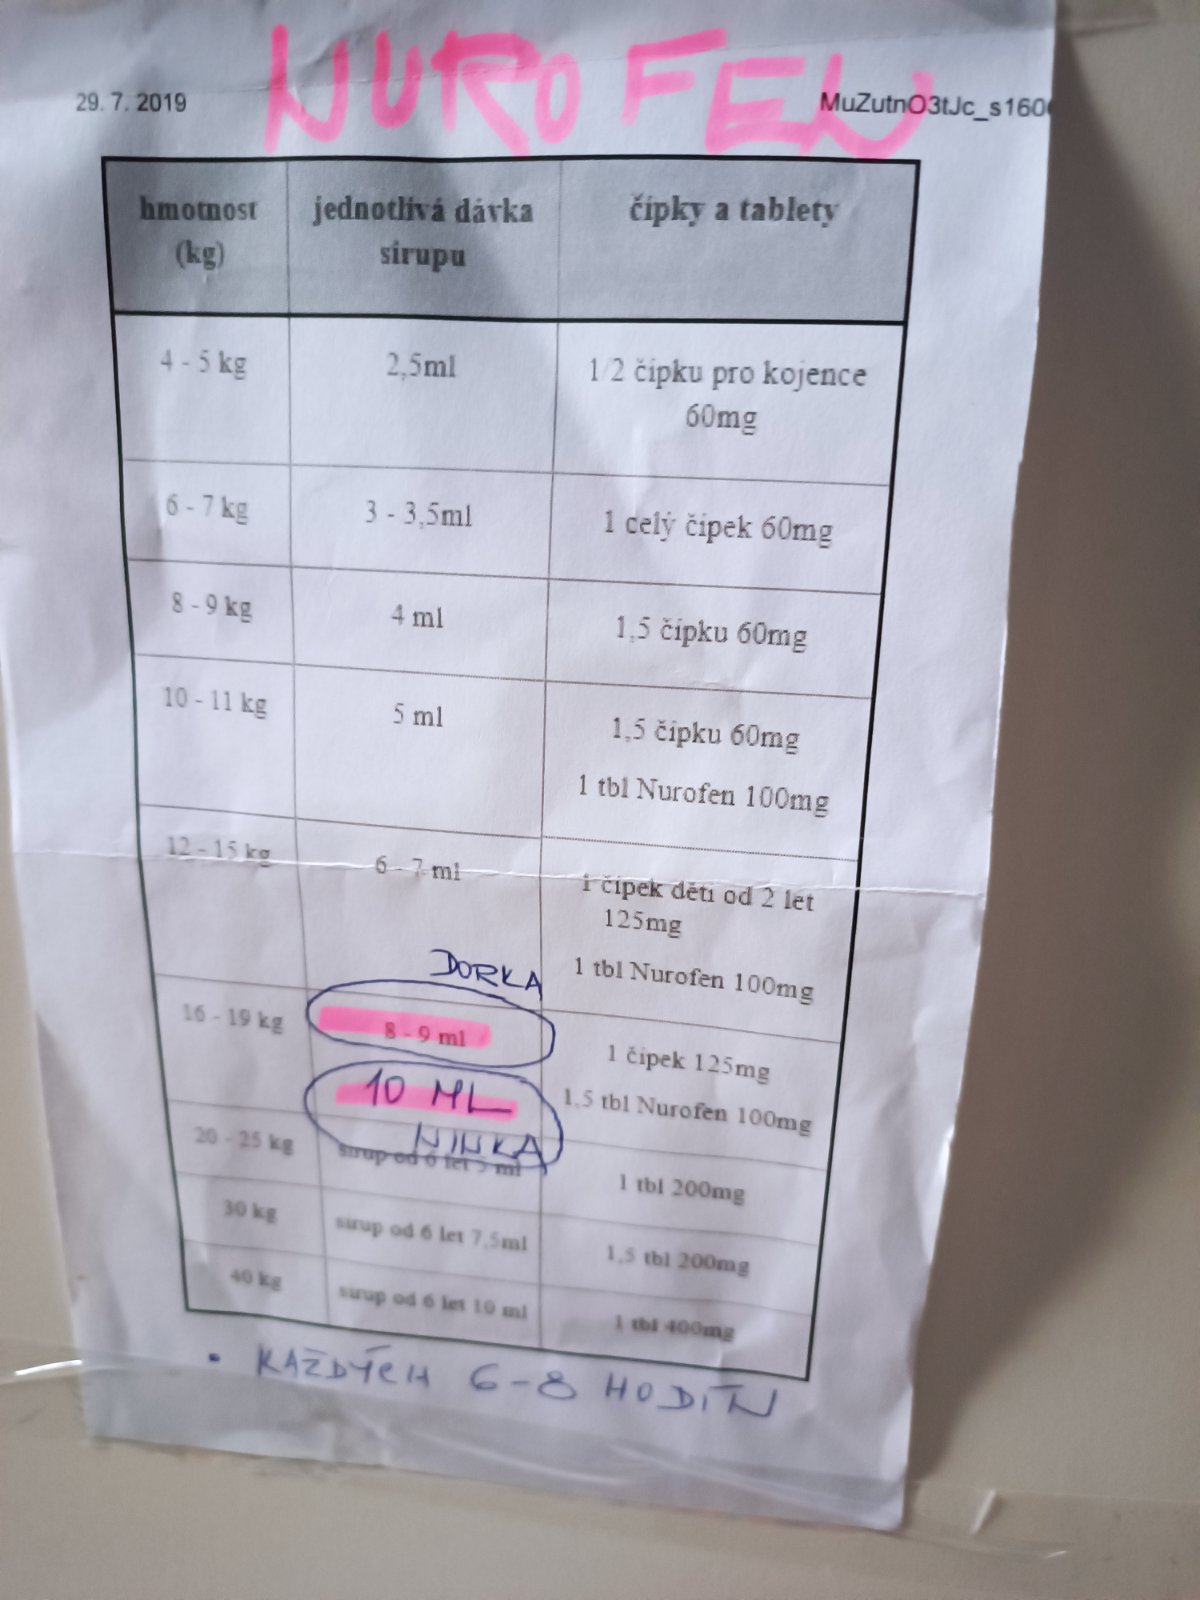 NUROFEN
29. 7. 2019
MuZutnO3tJc_s160
hmotnost (kg)
jednotlivá dávka sirupu
čípky a tablety
4 - 5 kg
2,5ml
1/2 čípku pro kojence 60mg
6 - 7 kg
3 - 3,5ml
1 celý čípek 60mg
8 - 9 kg
4 ml
1,5 čípku 60mg
10 - 11 kg
5 ml
1,5 čípku 60mg
1 tbl Nurofen 100mg
12 - 15 kg
6 - 7 ml
1 čípek děti od 2 let 125mg
1 tbl Nurofen 100mg
DORKA
16 - 19 kg
8 - 9 ml
1 čípek 125mg
1,5 tbl Nurofen 100mg
10 ML
NINKA
20 - 25 kg
sirup od 6 let 5 ml
1 tbl 200mg
30 kg
sirup od 6 let 7,5ml
1,5 tbl 200mg
40 kg
sirup od 6 let 10 ml
1 tbl 400mg
• KAŽDÝCH 6-8 HODIN